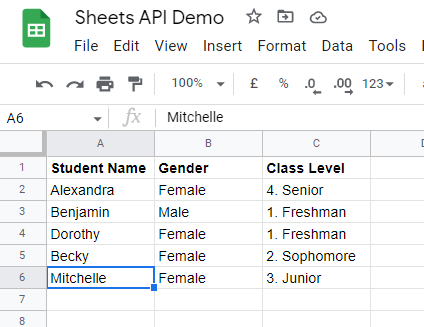 Sheets API Demo
File Edit View Insert Format Data Tools
100% £ % .0 .00 123
A6 fx Mitchelle
A B C
1 Student Name Gender Class Level
2 Alexandra Female 4. Senior
3 Benjamin Male 1. Freshman
4 Dorothy Female 1. Freshman
5 Becky Female 2. Sophomore
6 Mitchelle Female 3. Junior
7
8